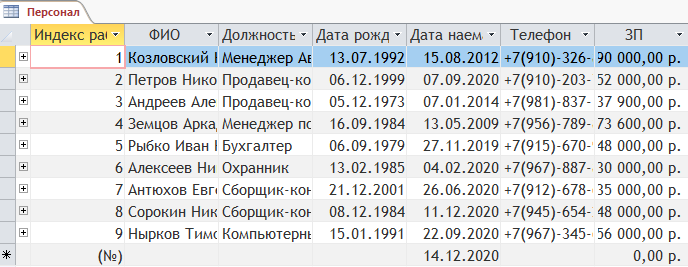 Персонал
Индекс ра ФИО Должность Дата рожд Дата наем Телефон ЗП
1 Козловский Менеджер Ав 13.07.1992 15.08.2012 +7(910)-326- 90 000,00 р.
2 Петров Нико Продавец-ко 06.12.1999 07.09.2020 +7(910)-203- 52 000,00 р.
3 Андреев Але Продавец-ко 05.12.1973 07.01.2014 +7(981)-837- 37 900,00 р.
4 Земцов Арка Менеджер по 16.09.1984 13.05.2009 +7(956)-789- 73 600,00 р.
5 Рыбко Иван Бухгалтер 06.09.1979 27.11.2019 +7(915)-670- 48 000,00 р.
6 Алексеев Ни Охранник 13.02.1985 04.02.2020 +7(967)-887- 30 000,00 р.
7 Антюхов Евг Сборщик-кон 21.12.2001 26.06.2020 +7(912)-678- 35 000,00 р.
8 Сорокин Ник Сборщик-кон 08.12.1984 11.12.2020 +7(945)-654- 48 000,00 р.
9 Нырков Тимо Компьютерн 15.01.1991 22.09.2020 +7(967)-345- 56 000,00 р.
(№) 14.12.2020 0,00 р.